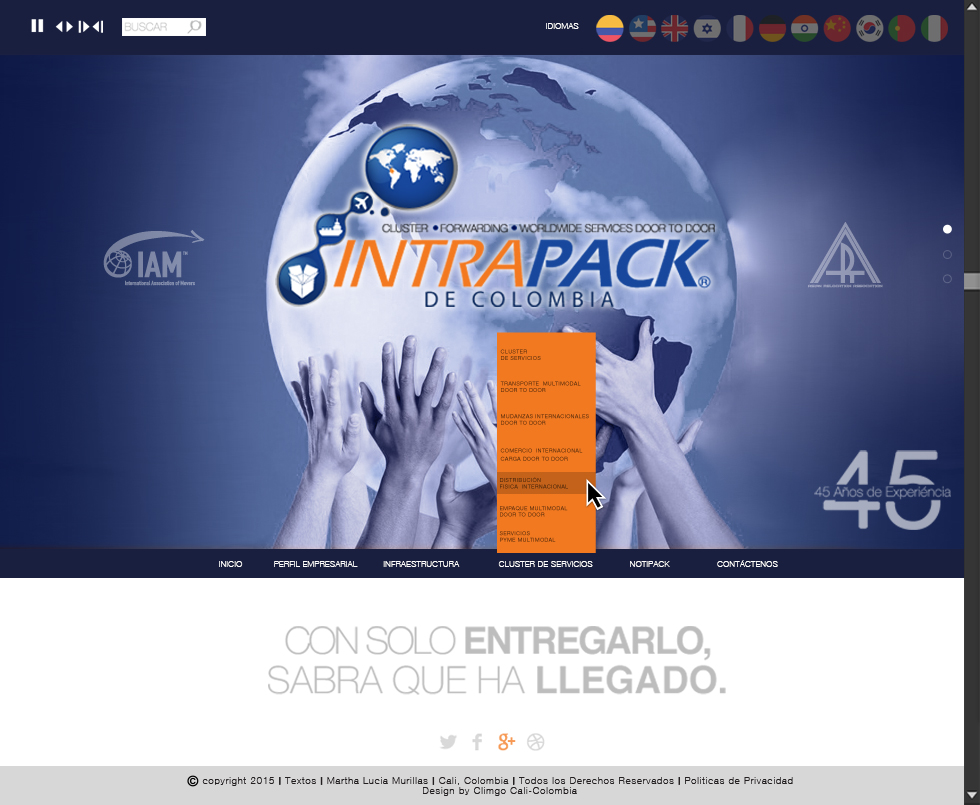 BUSCAR
IDIOMAS
CLUSTER • FORWARDING • WORLDWIDE SERVICES DOOR TO DOOR
INTRAPACK®
DE COLOMBIA
IAM™
International Association of Movers
45
45 Años de Experiéncia
CLUSTER
DE SERVICIOS
TRANSPORTE MULTIMODAL
DOOR TO DOOR
MUDANZAS INTERNACIONALES
DOOR TO DOOR
COMERCIO INTERNACIONAL
CARGA DOOR TO DOOR
DISTRIBUCIÓN
FISICA INTERNACIONAL
EMPAQUE MULTIMODAL
DOOR TO DOOR
SERVICIOS
PYME MULTIMODAL
INICIO PERFIL EMPRESARIAL INFRAESTRUCTURA CLUSTER DE SERVICIOS NOTIPACK CONTÁCTENOS
CON SOLO ENTREGARLO,
SABRA QUE HA LLEGADO.
© copyright 2015 | Textos | Martha Lucia Murillas | Cali, Colombia | Todos los Derechos Reservados | Politicas de Privacidad
Design by Climgo Cali-Colombia